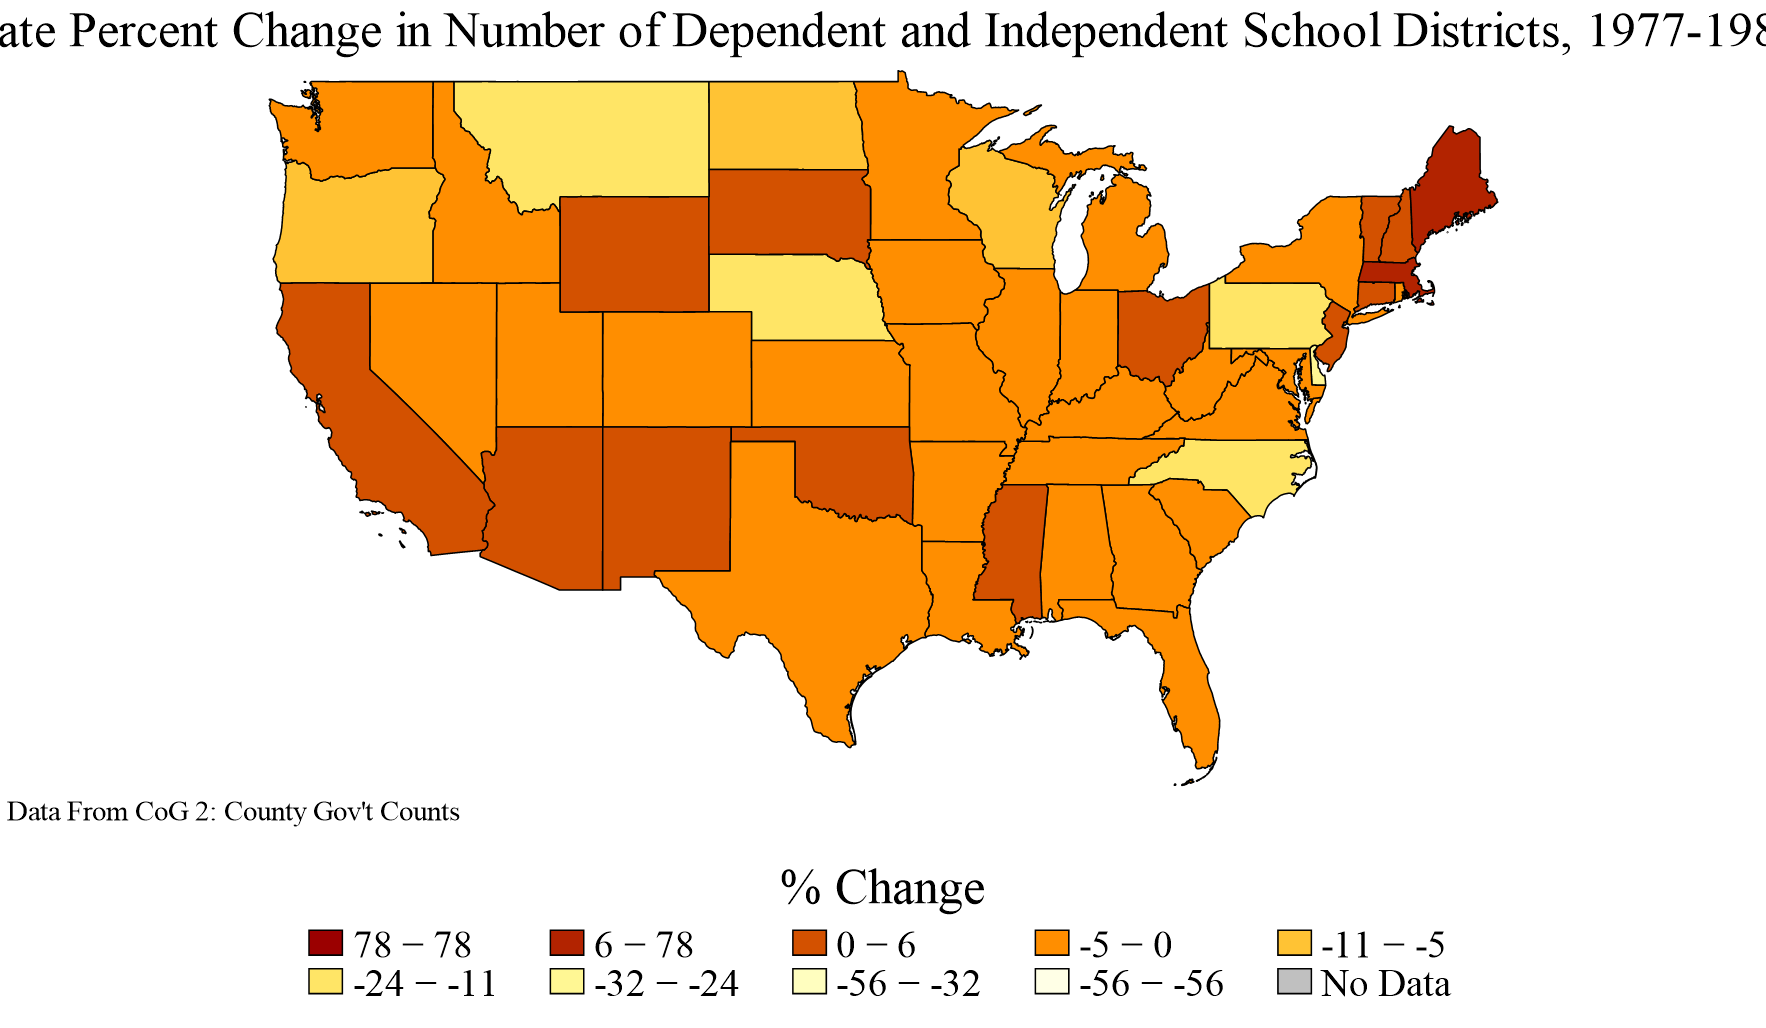 ate Percent Change in Number of Dependent and Independent School Districts, 1977-198
Data From CoG 2: County Gov't Counts
% Change
78 – 78 6 – 78 0 – 6 -5 – 0 -11 – -5
-24 – -11 -32 – -24 -56 – -32 -56 – -56 No Data